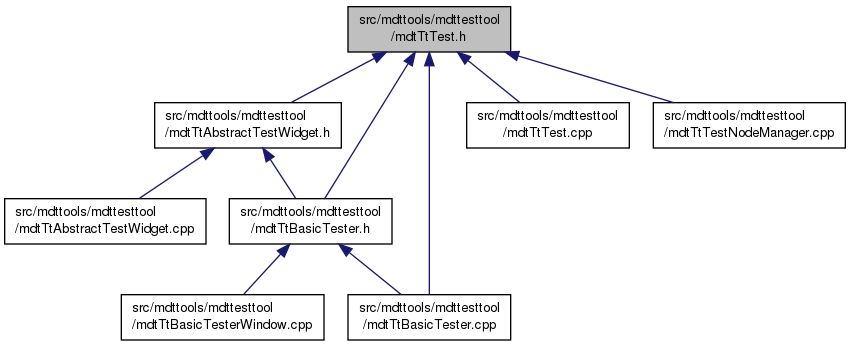 src/mdttools/mdttesttool
/mdtTtTest.h
src/mdttools/mdttesttool
/mdtTtAbstractTestWidget.h
src/mdttools/mdttesttool
/mdtTtTest.cpp
src/mdttools/mdttesttool
/mdtTtTestNodeManager.cpp
src/mdttools/mdttesttool
/mdtTtAbstractTestWidget.cpp
src/mdttools/mdttesttool
/mdtTtBasicTester.h
src/mdttools/mdttesttool
/mdtTtBasicTesterWindow.cpp
src/mdttools/mdttesttool
/mdtTtBasicTester.cpp